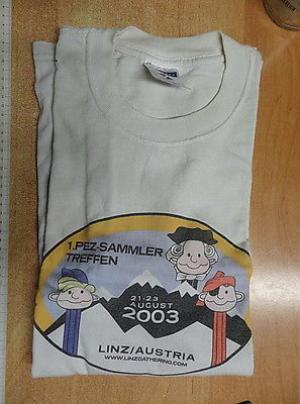 1.PEZ-SAMMLER
TREFFEN
21-23
AUGUST
2003
LINZ/AUSTRIA
WWW.LINZGATHERING.COM